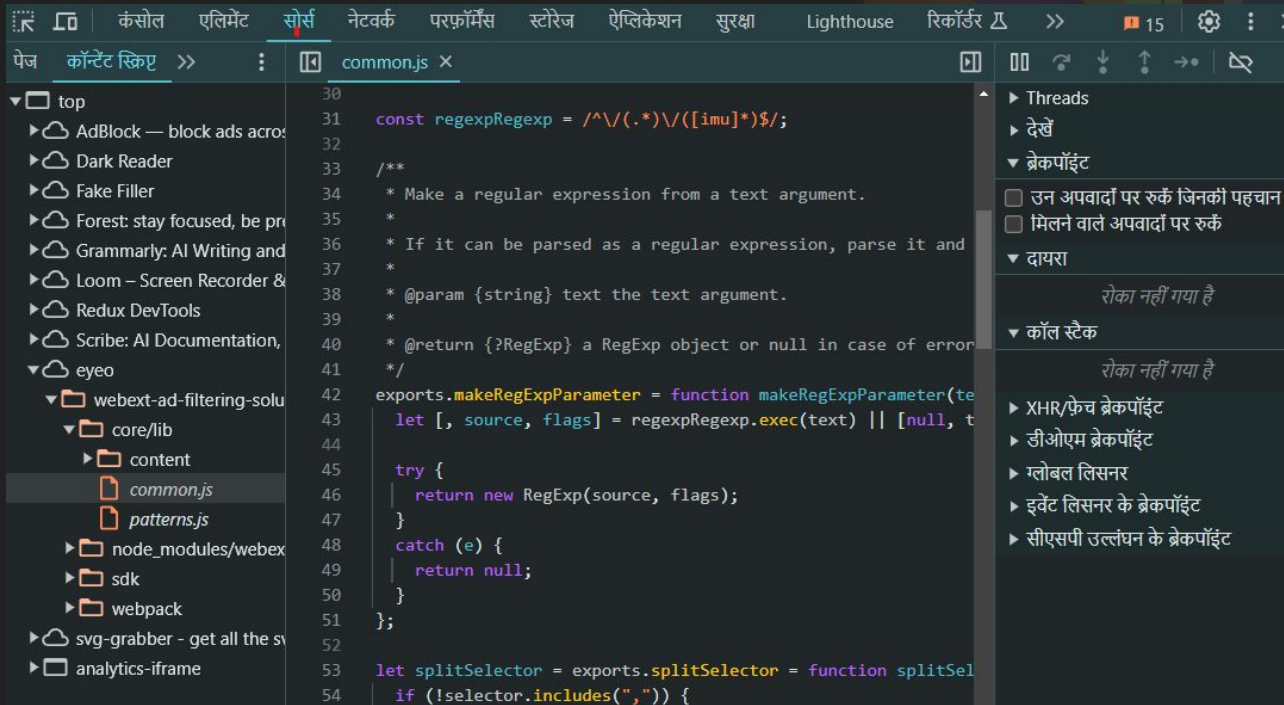 कंसोल एलिमेंट सोर्स नेटवर्क परफ़ॉर्मेंस स्टोरेज ऐप्लिकेशन सुरक्षा Lighthouse रिकॉर्डर 15
पेज कॉन्टेंट स्क्रिप्ट
common.js
top
AdBlock — block ads acros
Dark Reader
Fake Filler
Forest: stay focused, be pre
Grammarly: AI Writing and
Loom – Screen Recorder &
Redux DevTools
Scribe: AI Documentation,
eyeo
webext-ad-filtering-solu
core/lib
content
common.js
patterns.js
node_modules/webex
sdk
webpack
svg-grabber - get all the sv
analytics-iframe
30
31 const regexpRegexp = /^\/(.*)\/([imu]*)$/;
32
33 /**
34 * Make a regular expression from a text argument.
35 *
36 * If it can be parsed as a regular expression, parse it and
37 *
38 * @param {string} text the text argument.
39 *
40 * @return {?RegExp} a RegExp object or null in case of error
41 */
42 exports.makeRegExpParameter = function makeRegExpParameter(te
43 let [, source, flags] = regexpRegexp.exec(text) || [null, t
44
45 try {
46 return new RegExp(source, flags);
47 }
48 catch (e) {
49 return null;
50 }
51 };
52
53 let splitSelector = exports.splitSelector = function splitSel
54 if (!selector.includes(",")) {
Threads
देखें
ब्रेकपॉइंट
उन अपवादों पर रुकें जिनकी पहचान
मिलने वाले अपवादों पर रुकें
दायरा
रोका नहीं गया है
कॉल स्टैक
रोका नहीं गया है
XHR/फ़ेच ब्रेकपॉइंट
डीओएम ब्रेकपॉइंट
ग्लोबल लिसनर
इवेंट लिसनर के ब्रेकपॉइंट
सीएसपी उल्लंघन के ब्रेकपॉइंट